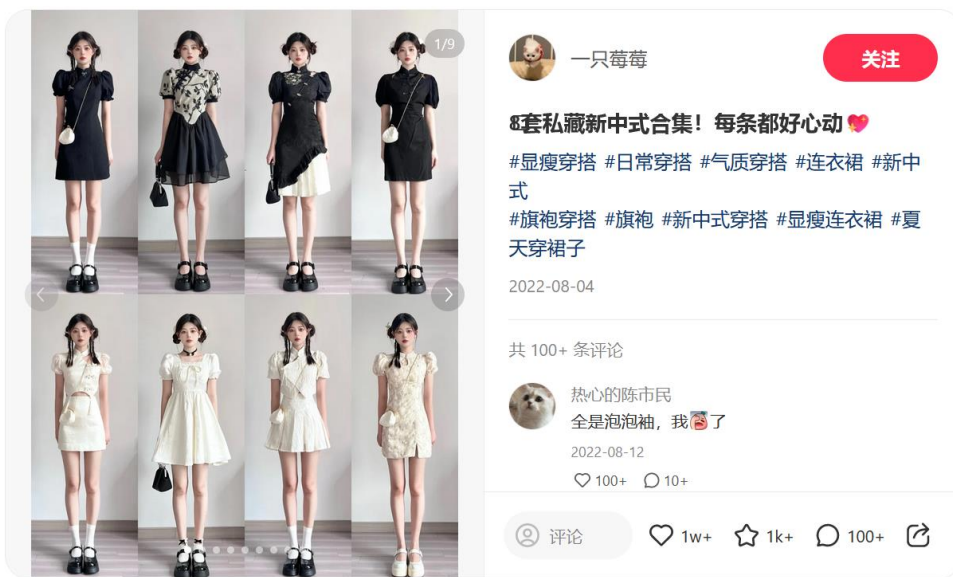 1/9
一只莓莓
关注
8套私藏新中式合集！每条都好心动💖
#显瘦穿搭 #日常穿搭 #气质穿搭 #连衣裙 #新中
式
#旗袍穿搭 #旗袍 #新中式穿搭 #显瘦连衣裙 #夏
天穿裙子
2022-08-04
共 100+ 条评论
热心的陈市民
全是泡泡袖，我了
2022-08-12
100+ 10+
评论 1w+ 1k+ 100+